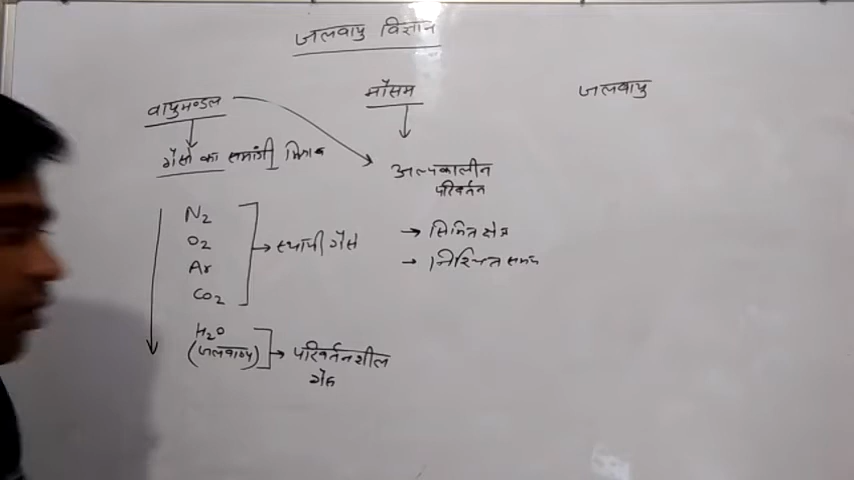 जलवायु विज्ञान
वायुमण्डल
मौसम
जलवायु
गैसो का समांगी मिश्रण
अल्पकालीन
परिवर्तन
N₂
O₂
Ar
CO₂
→ स्थायी गैसे
→ सिमित क्षेत्र
→ निश्चित समय
H₂O
(जलवाष्प)
→ परिवर्तनशील
गैस